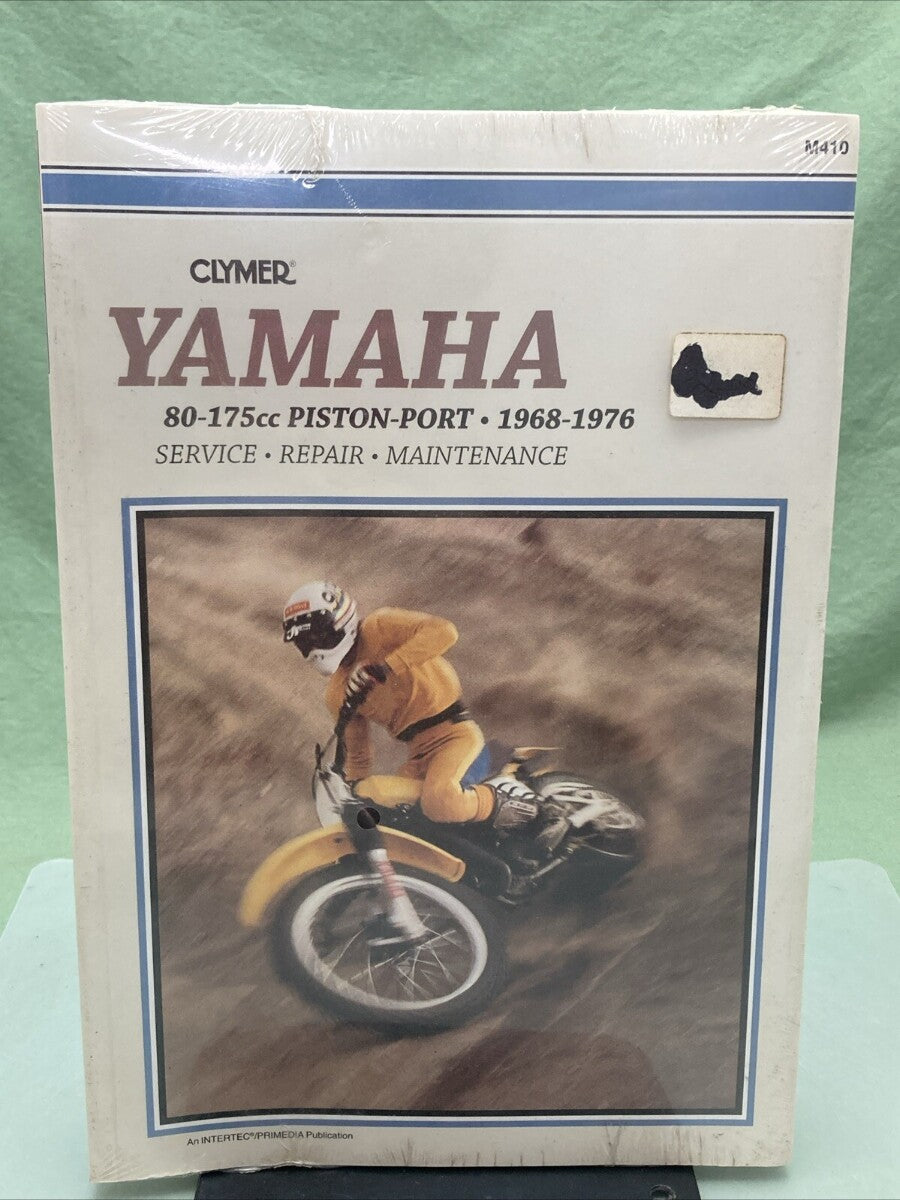 M410
CLYMER®
YAMAHA
80-175cc PISTON-PORT • 1968-1976
SERVICE • REPAIR • MAINTENANCE
An INTERTEC®/PRIMEDIA Publication